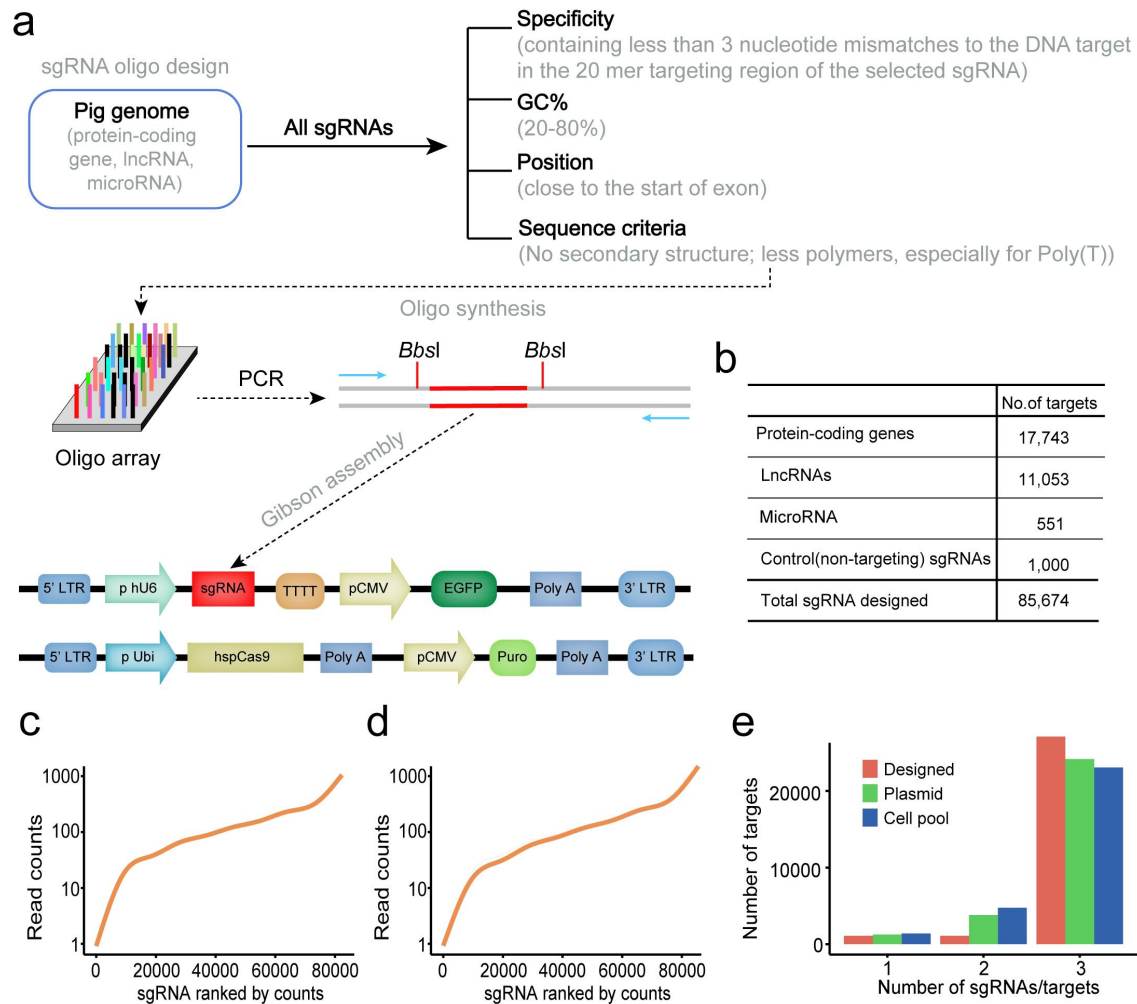 a
sgRNA oligo design
Pig genome
(protein-coding
gene, lncRNA,
microRNA)
All sgRNAs
Specificity
(containing less than 3 nucleotide mismatches to the DNA target
in the 20 mer targeting region of the selected sgRNA)
GC%
(20-80%)
Position
(close to the start of exon)
Sequence criteria
(No secondary structure; less polymers, especially for Poly(T))
Oligo synthesis
BbsI
BbsI
PCR
Oligo array
Gibson assembly
5' LTR
p hU6
sgRNA
TTTT
pCMV
EGFP
Poly A
3' LTR
5' LTR
p Ubi
hspCas9
Poly A
pCMV
Puro
Poly A
3' LTR
b
No.of targets
Protein-coding genes 17,743
LncRNAs 11,053
MicroRNA 551
Control(non-targeting) sgRNAs 1,000
Total sgRNA designed 85,674
c
Read counts
1000
100
10
1
0 20000 40000 60000 80000
sgRNA ranked by counts
d
Read counts
1000
100
10
1
0 20000 40000 60000 80000
sgRNA ranked by counts
e
Number of targets
20000
10000
0
Designed
Plasmid
Cell pool
1 2 3
Number of sgRNAs/targets